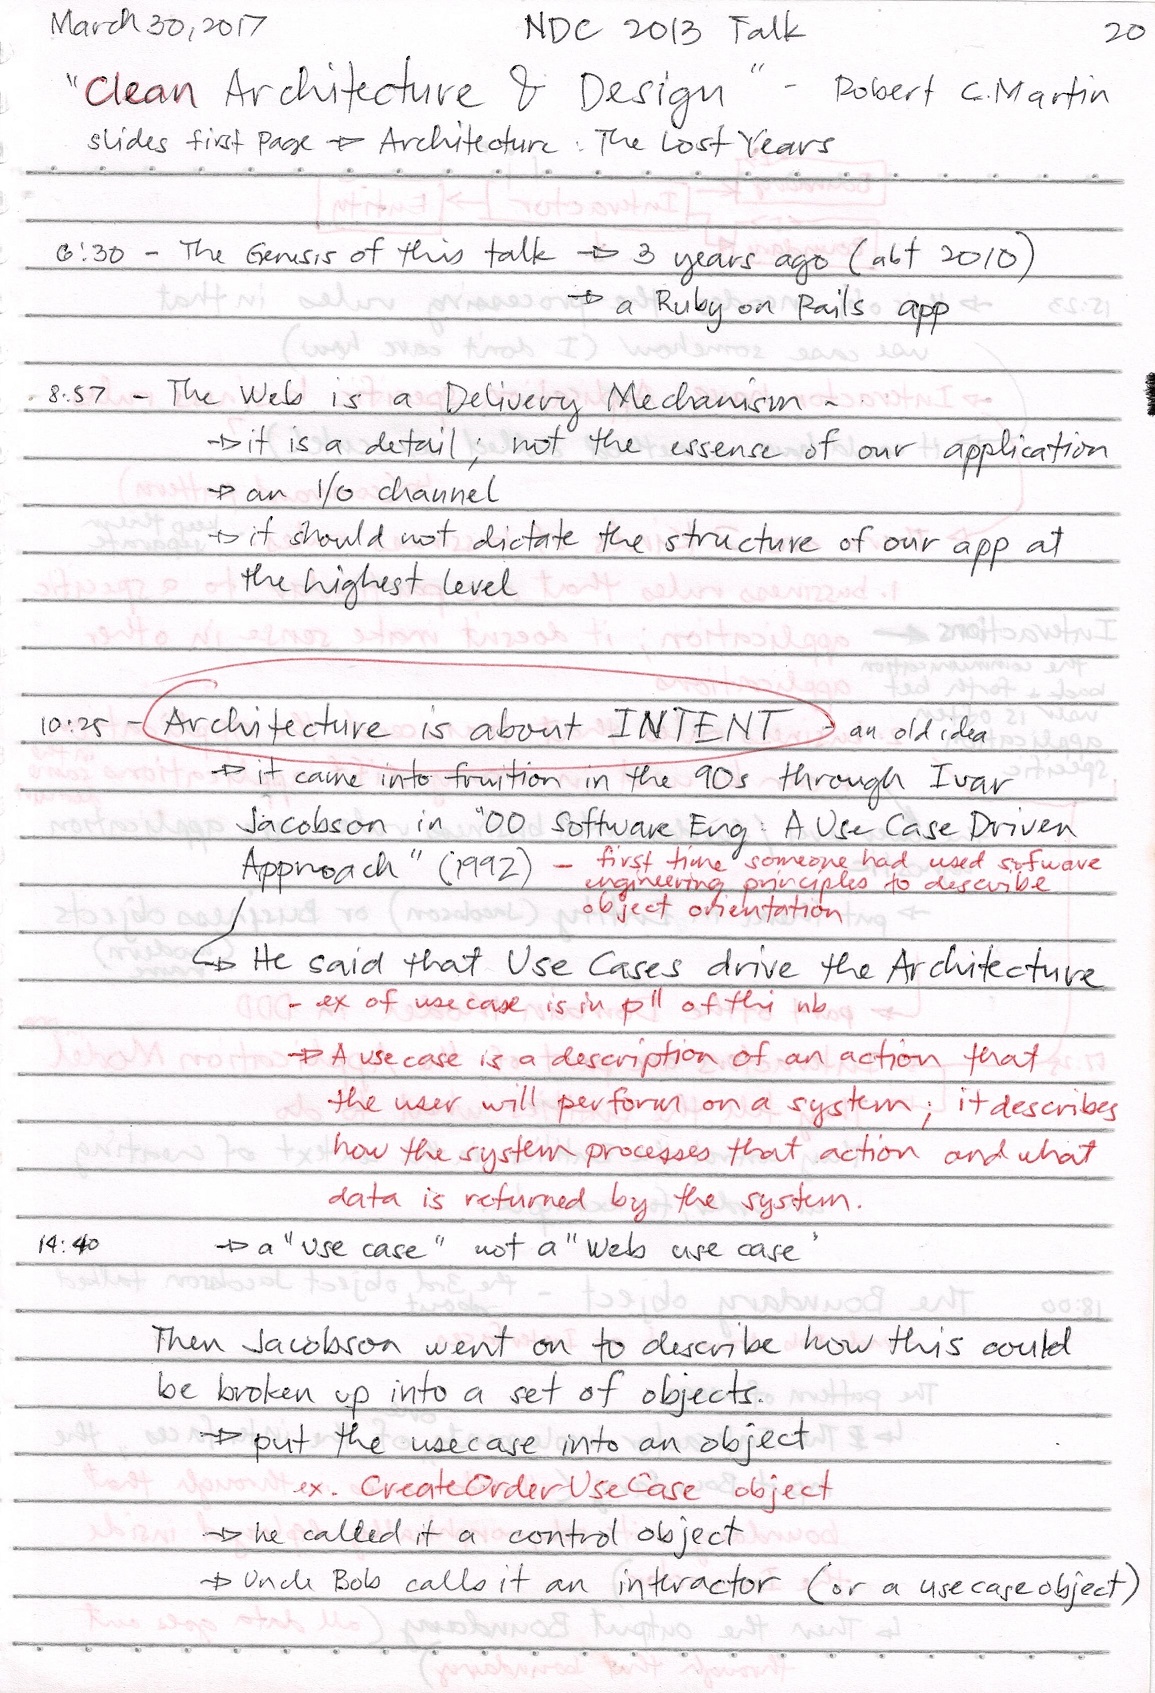 March 30, 2017 NDC 2013 Talk 20
"Clean Architecture & Design" - Robert C. Martin
slides first page → Architecture : The Lost Years
6:30 - The Genesis of this talk → 3 years ago (abt 2010)
→ a Ruby on Rails app
8:57 - The Web is a Delivery Mechanism -
→ it is a detail; not the essense of our application
→ an I/O channel
→ it should not dictate the structure of our app at
the highest level
10:25 - Architecture is about INTENT - an old idea
→ it came into fruition in the 90s through Ivar
Jacobson in "OO Software Eng: A Use Case Driven
Approach" (1992) - first time someone had used sofware
engineering principles to describe
object orientation
→ He said that Use Cases drive the Architecture
- ex of use case is in p11 of thi nb
→ A use case is a description of an action that
the user will perform on a system; it describes
how the system processes that action and what
data is returned by the system.
14:40 → a "use case" not a "Web use case"
Then Jacobson went on to describe how this could
be broken up into a set of objects.
→ put the usecase into an object
ex. CreateOrderUseCase object
→ he called it a control object
→ Uncle Bob calls it an interactor (or a use case object)